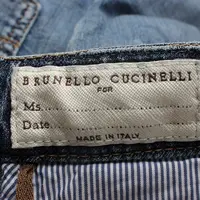 BRUNELLO CUCINELLI
FOR
Ms.
Date
MADE IN ITALY